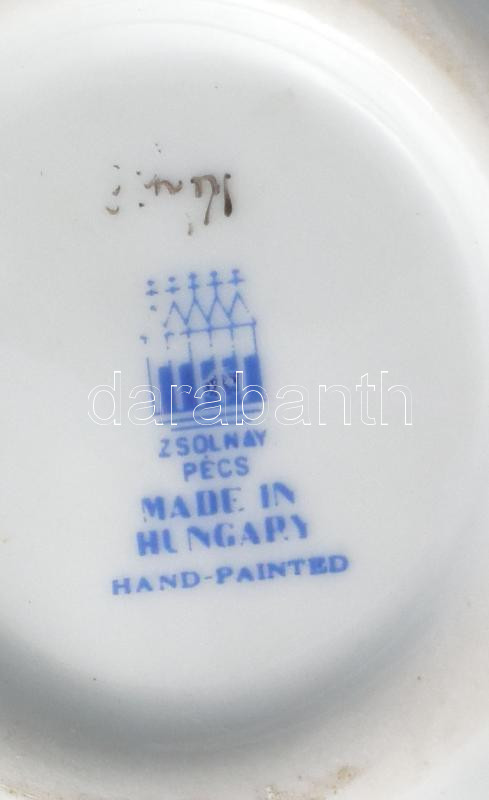 darabanth
ZSOLNAY
PÉCS
MADE IN
HUNGARY
HAND-PAINTED